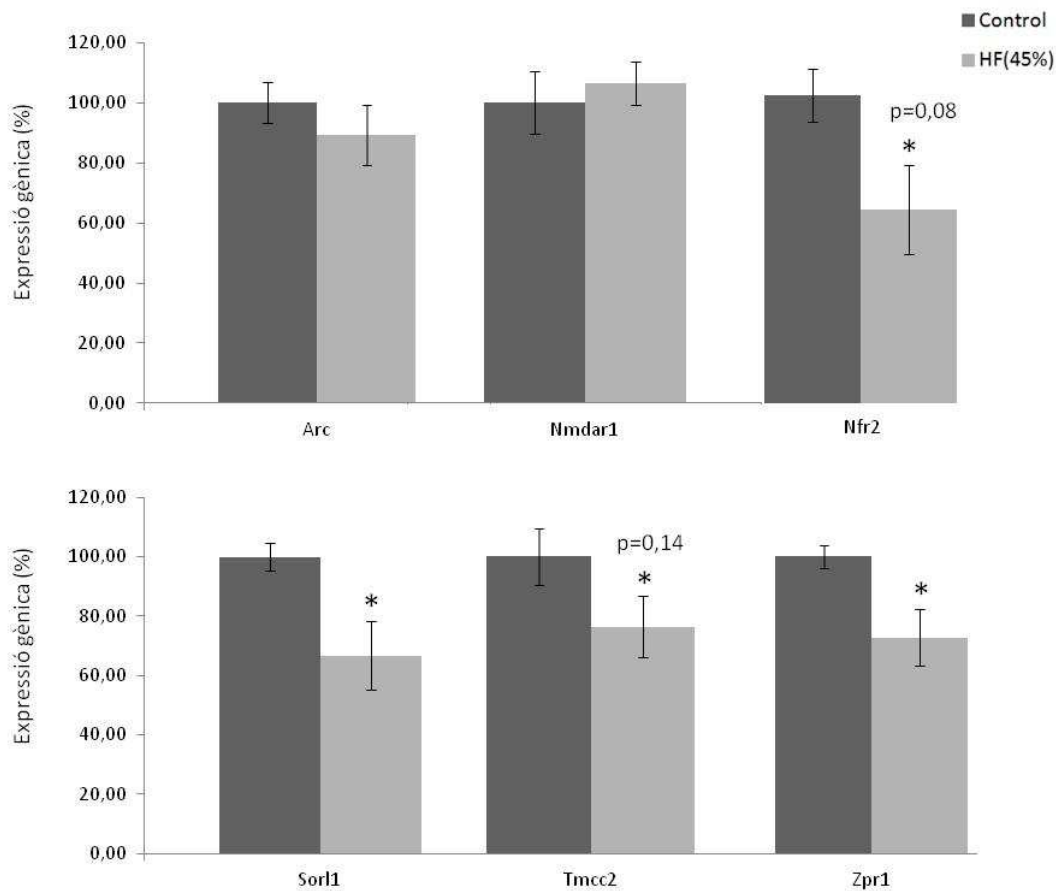 Control
HF(45%)
Expressió gènica (%)
120,00
100,00
80,00
60,00
40,00
20,00
0,00
p=0,08
*
Arc Nmdar1 Nfr2
Expressió gènica (%)
120,00
100,00
80,00
60,00
40,00
20,00
0,00
p=0,14
* * *
Sorl1 Tmcc2 Zpr1